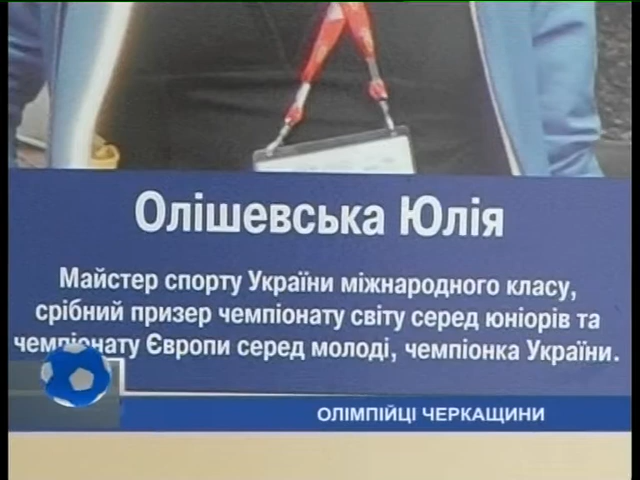 Олішевська Юлія
Майстер спорту України міжнародного класу,
срібний призер чемпіонату світу серед юніорів та
чемпіонату Європи серед молоді, чемпіонка України.
ОЛІМПІЙЦІ ЧЕРКАЩИНИ